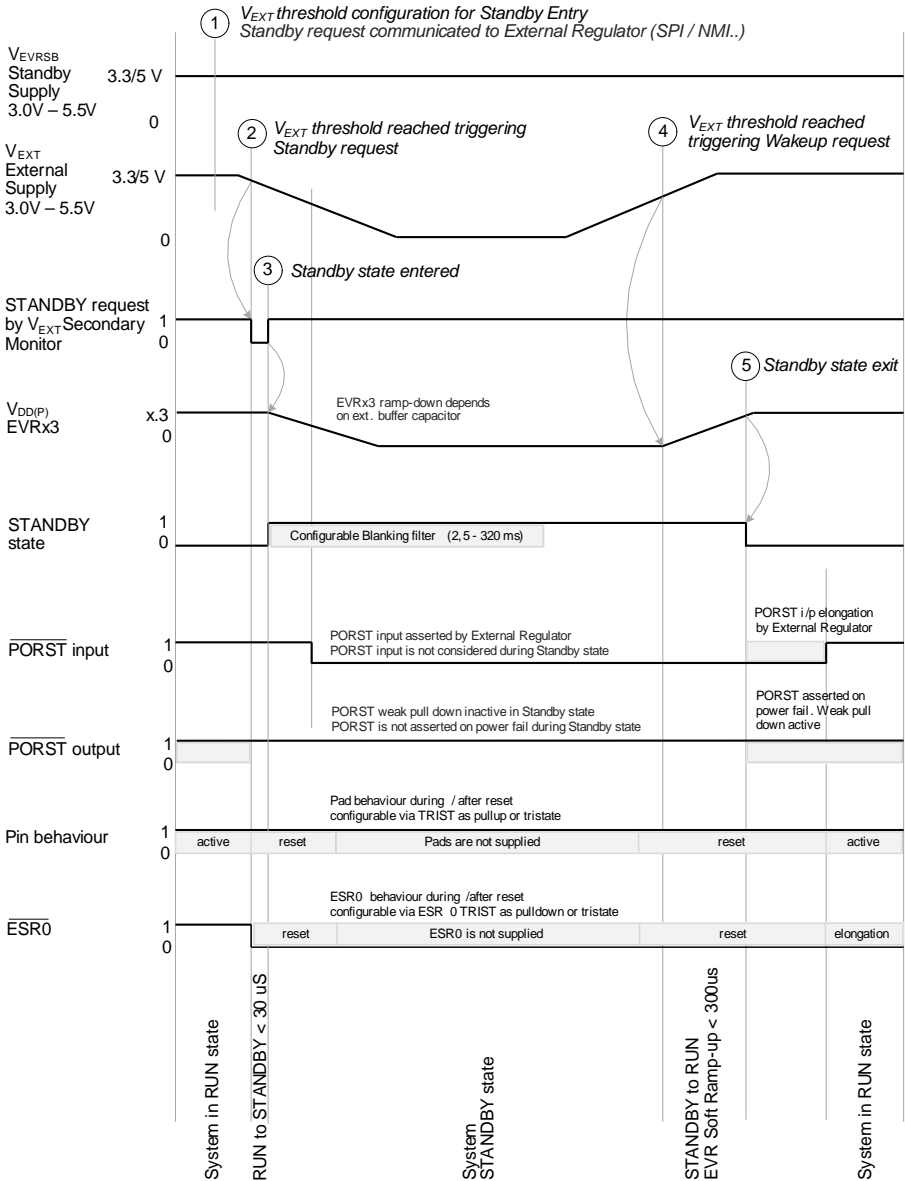 1
V_EXT threshold configuration for Standby Entry
Standby request communicated to External Regulator (SPI / NMI..)
V_EVRSB
Standby
Supply
3.0V – 5.5V
3.3/5 V
0
2
V_EXT threshold reached triggering
Standby request
4
V_EXT threshold reached
triggering Wakeup request
V_EXT
External
Supply
3.0V – 5.5V
3.3/5 V
0
3
Standby state entered
STANDBY request
by V_EXT Secondary
Monitor
1
0
5
Standby state exit
V_DD(P)
EVRx3
x.3
0
EVRx3 ramp-down depends
on ext. buffer capacitor
STANDBY
state
1
0
Configurable Blanking filter (2,5 - 320 ms)
PORST i/p elongation
by External Regulator
PORST input
1
0
PORST input asserted by External Regulator
PORST input is not considered during Standby state
PORST asserted on
power fail. Weak pull
down active
PORST weak pull down inactive in Standby state
PORST is not asserted on power fail during Standby state
PORST output
1
0
Pad behaviour during / after reset
configurable via TRIST as pullup or tristate
Pin behaviour
1
0
active
reset
Pads are not supplied
reset
active
ESR0 behaviour during /after reset
configurable via ESR 0 TRIST as pulldown or tristate
ESR0
1
0
reset
ESR0 is not supplied
reset
elongation
System in RUN state
RUN to STANDBY < 30 uS
System
STANDBY state
STANDBY to RUN
EVR Soft Ramp-up < 300us
System in RUN state